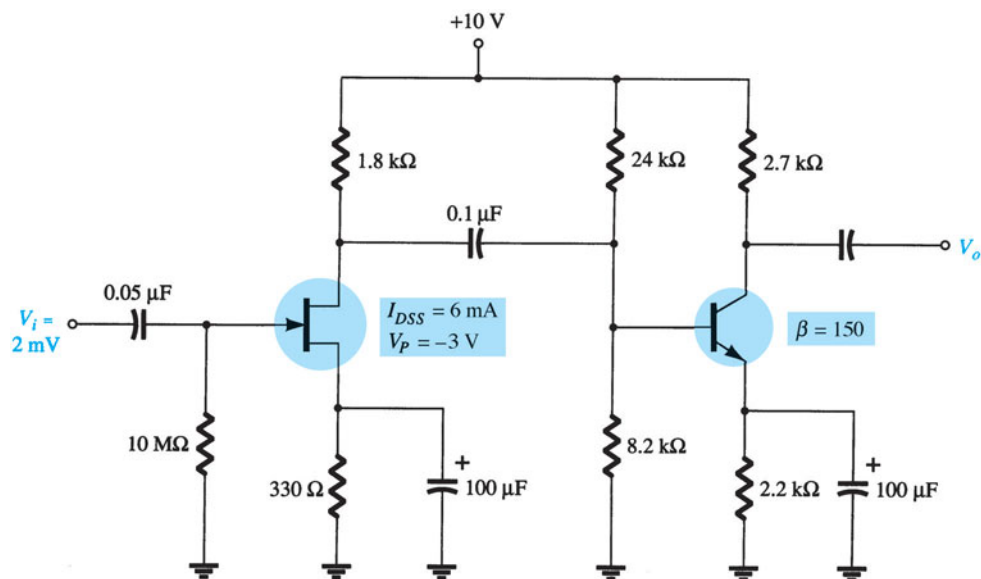 +10 V
1.8 kΩ
24 kΩ
2.7 kΩ
0.1 μF
V_o
0.05 μF
V_i =
2 mV
I_DSS = 6 mA
V_P = −3 V
β = 150
10 MΩ
330 Ω
+
100 μF
8.2 kΩ
2.2 kΩ
+
100 μF